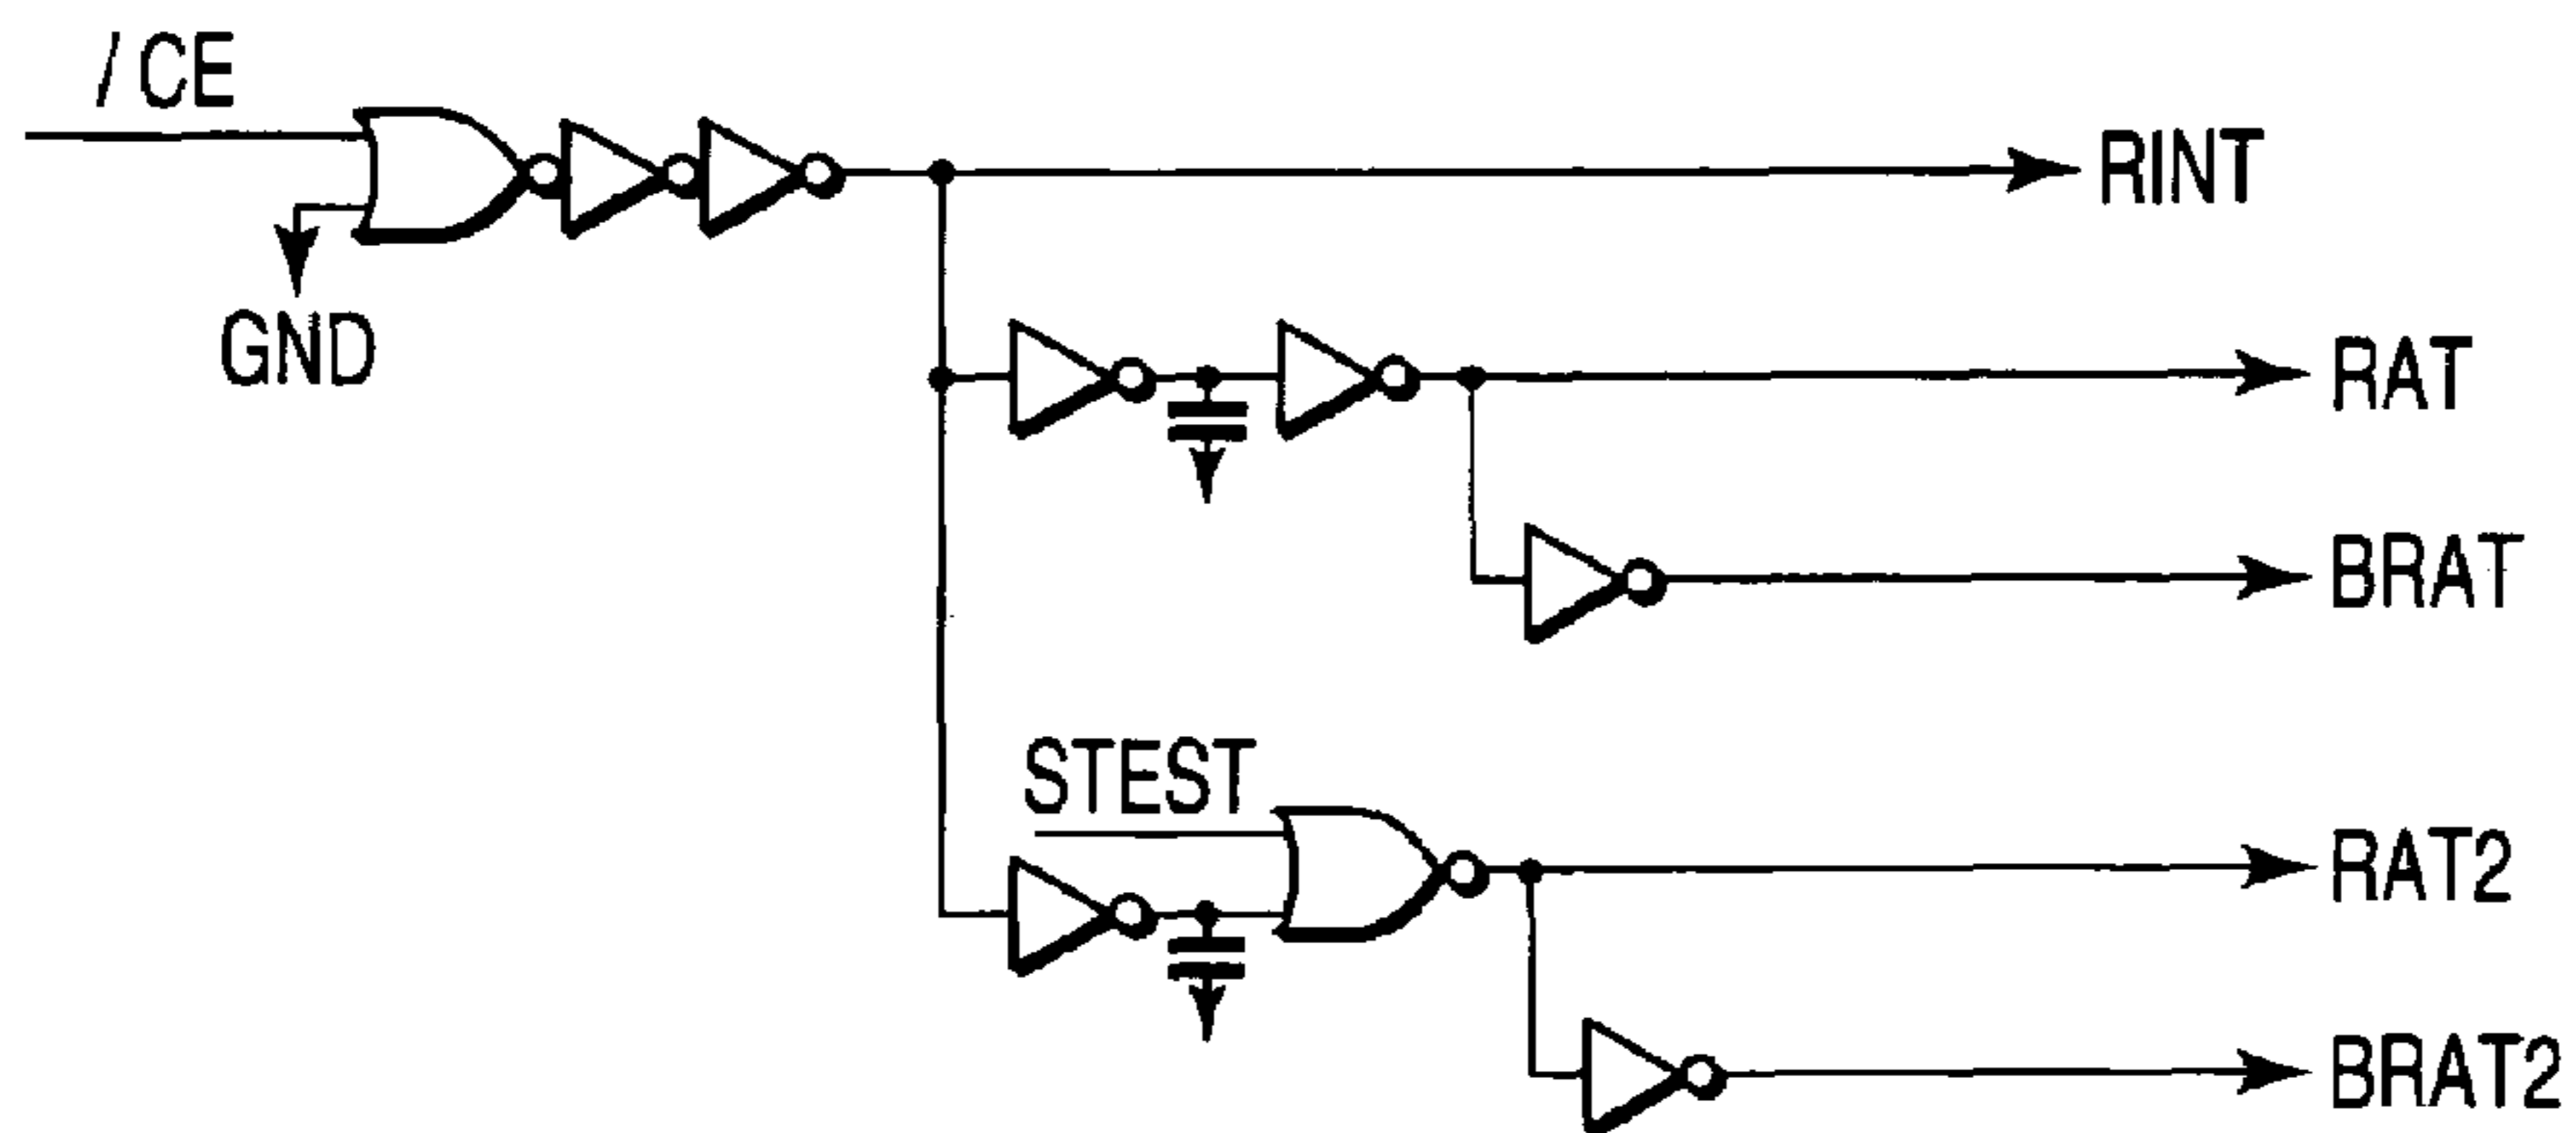 / CE
RINT
GND
RAT
BRAT
STEST
RAT2
BRAT2